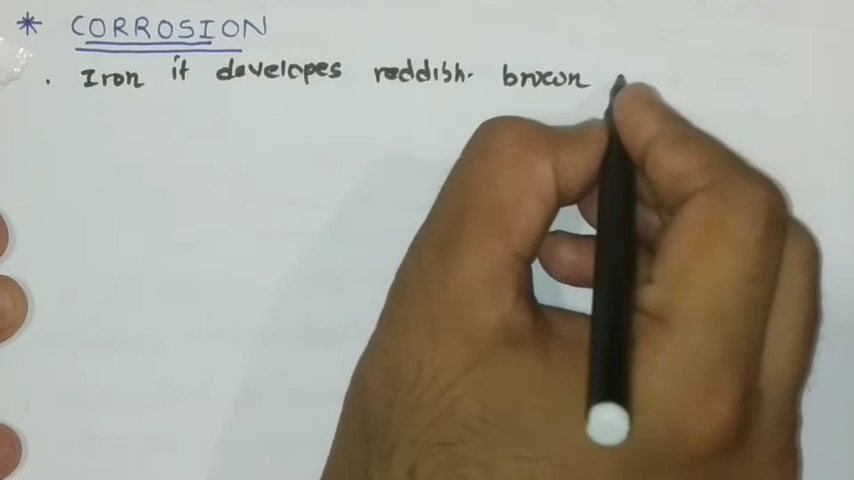 * CORROSION
. Iron it developes reddish. brown